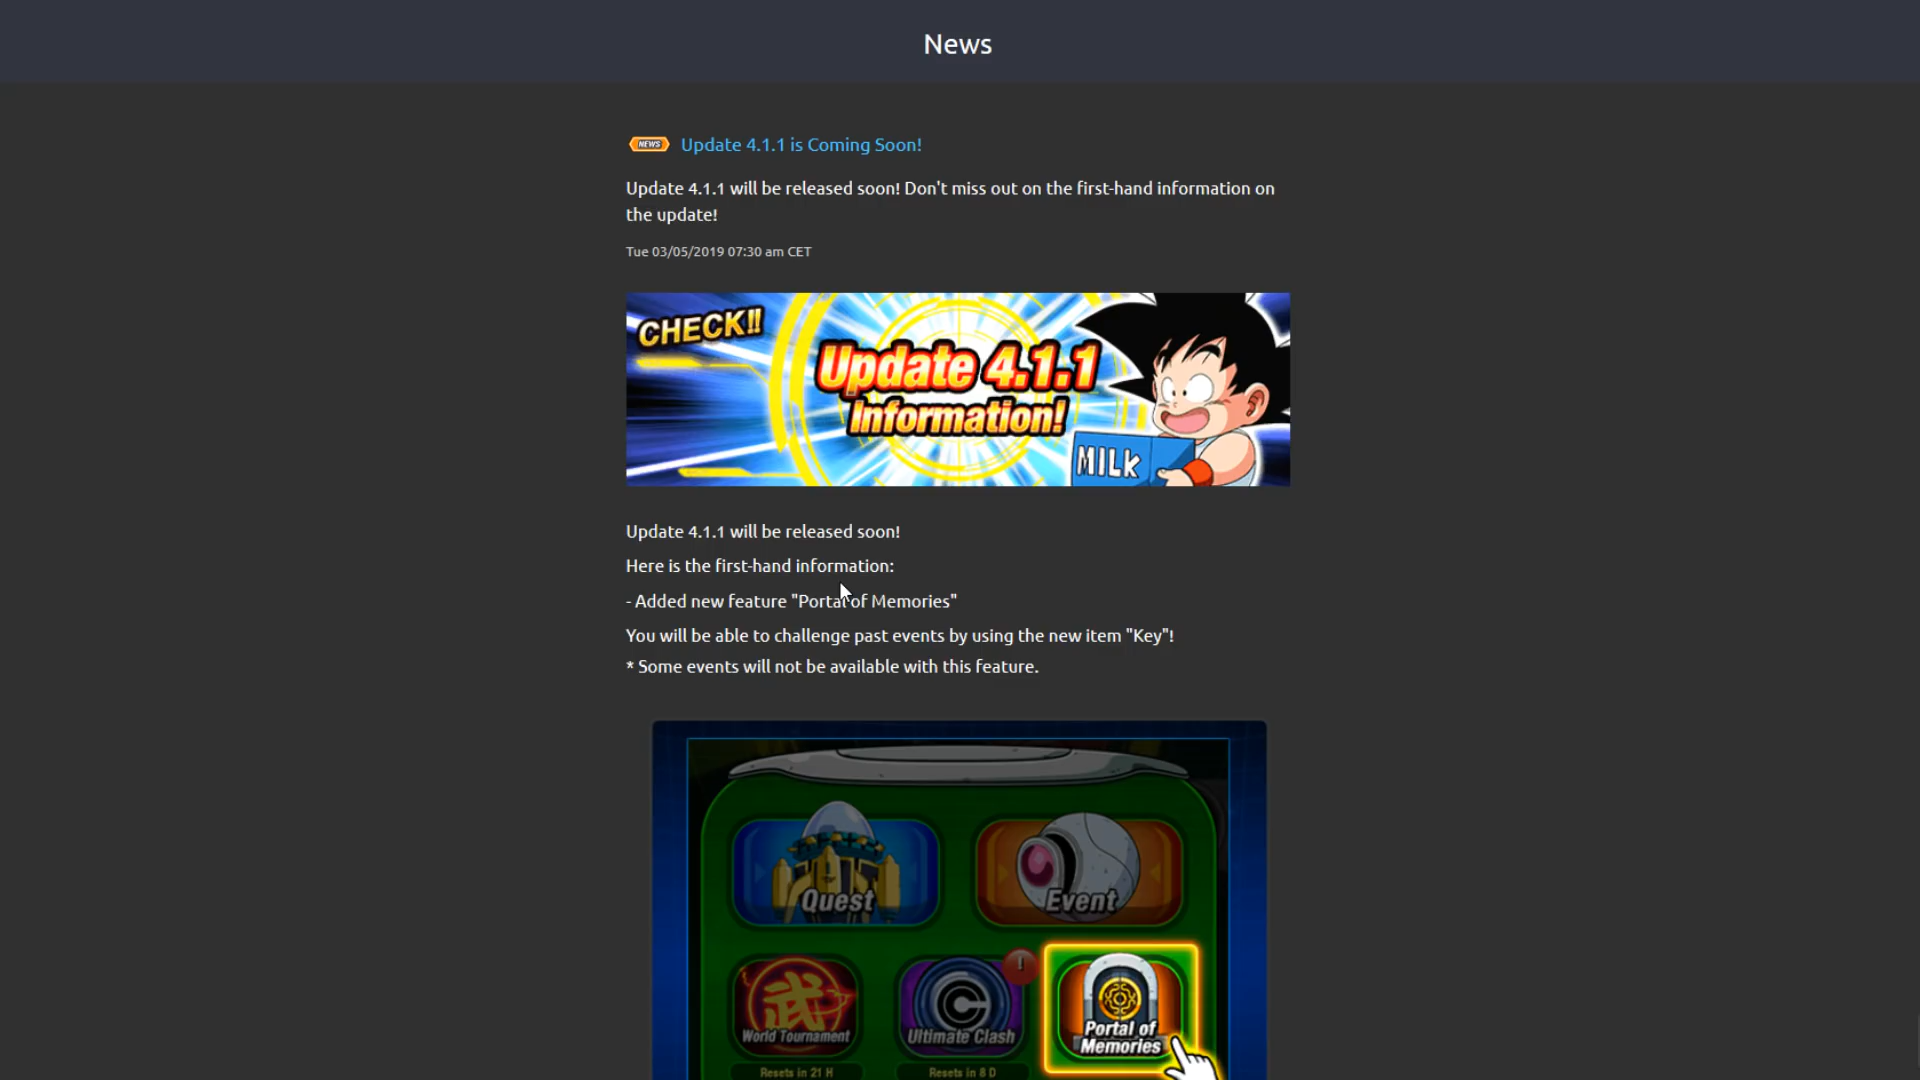 News
NEWS Update 4.1.1 is Coming Soon!
Update 4.1.1 will be released soon! Don't miss out on the first-hand information on
the update!
Tue 03/05/2019 07:30 am CET
CHECK!!
Update 4.1.1
Information!
MILK
Update 4.1.1 will be released soon!
Here is the first-hand information:
- Added new feature "Portal of Memories"
You will be able to challenge past events by using the new item "Key"!
* Some events will not be available with this feature.
Quest
Event
武
World Tournament
!
Ultimate Clash
Portal of
Memories
Resets in 21 H
Resets in 8 D